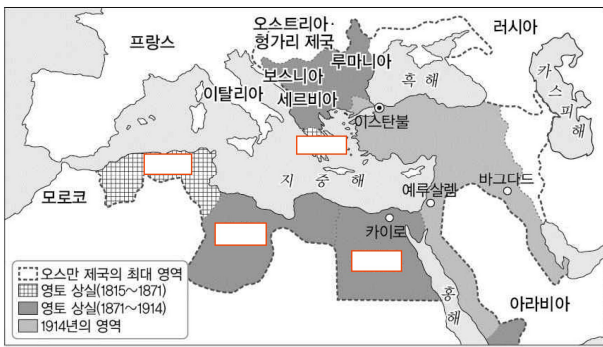 오스트리아·
헝가리 제국
러시아
프랑스
루마니아
보스니아
흑해
카스피해
이탈리아
세르비아
이스탄불
지중해
모로코
예루살렘
바그다드
카이로
홍해
아라비아
오스만 제국의 최대 영역
영토 상실(1815~1871)
영토 상실(1871~1914)
1914년의 영역